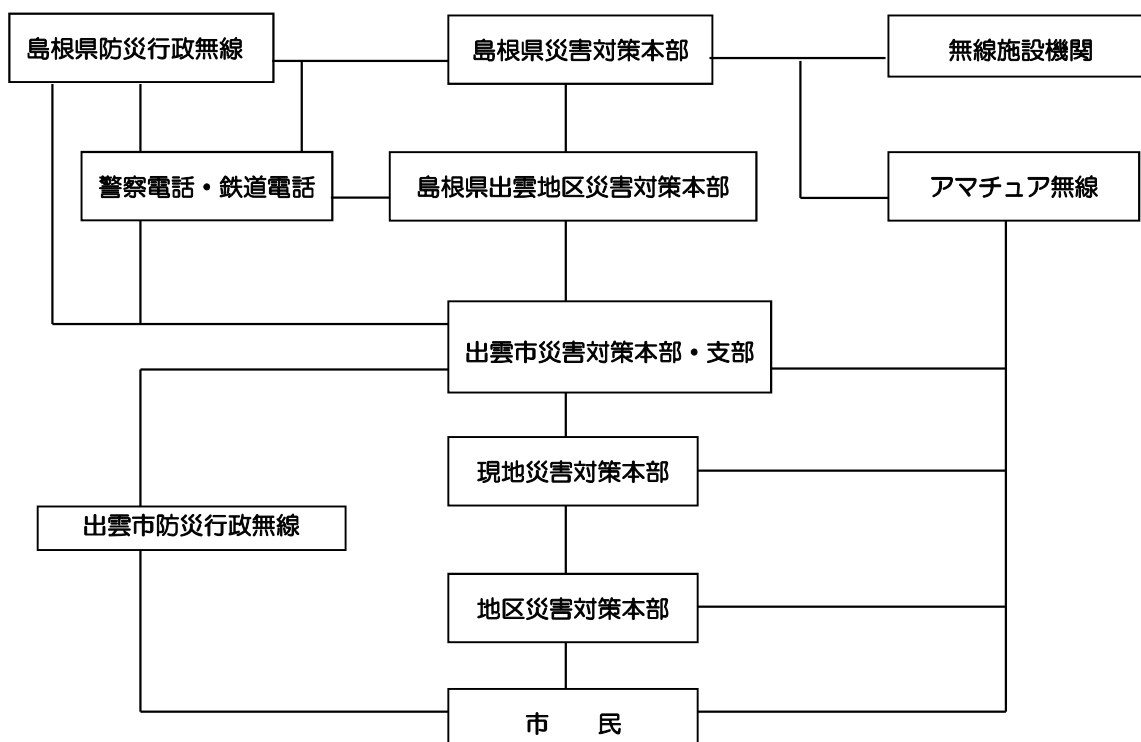 島根県防災行政無線
島根県災害対策本部
無線施設機関
警察電話・鉄道電話
島根県出雲地区災害対策本部
アマチュア無線
出雲市災害対策本部・支部
現地災害対策本部
出雲市防災行政無線
地区災害対策本部
市　　民